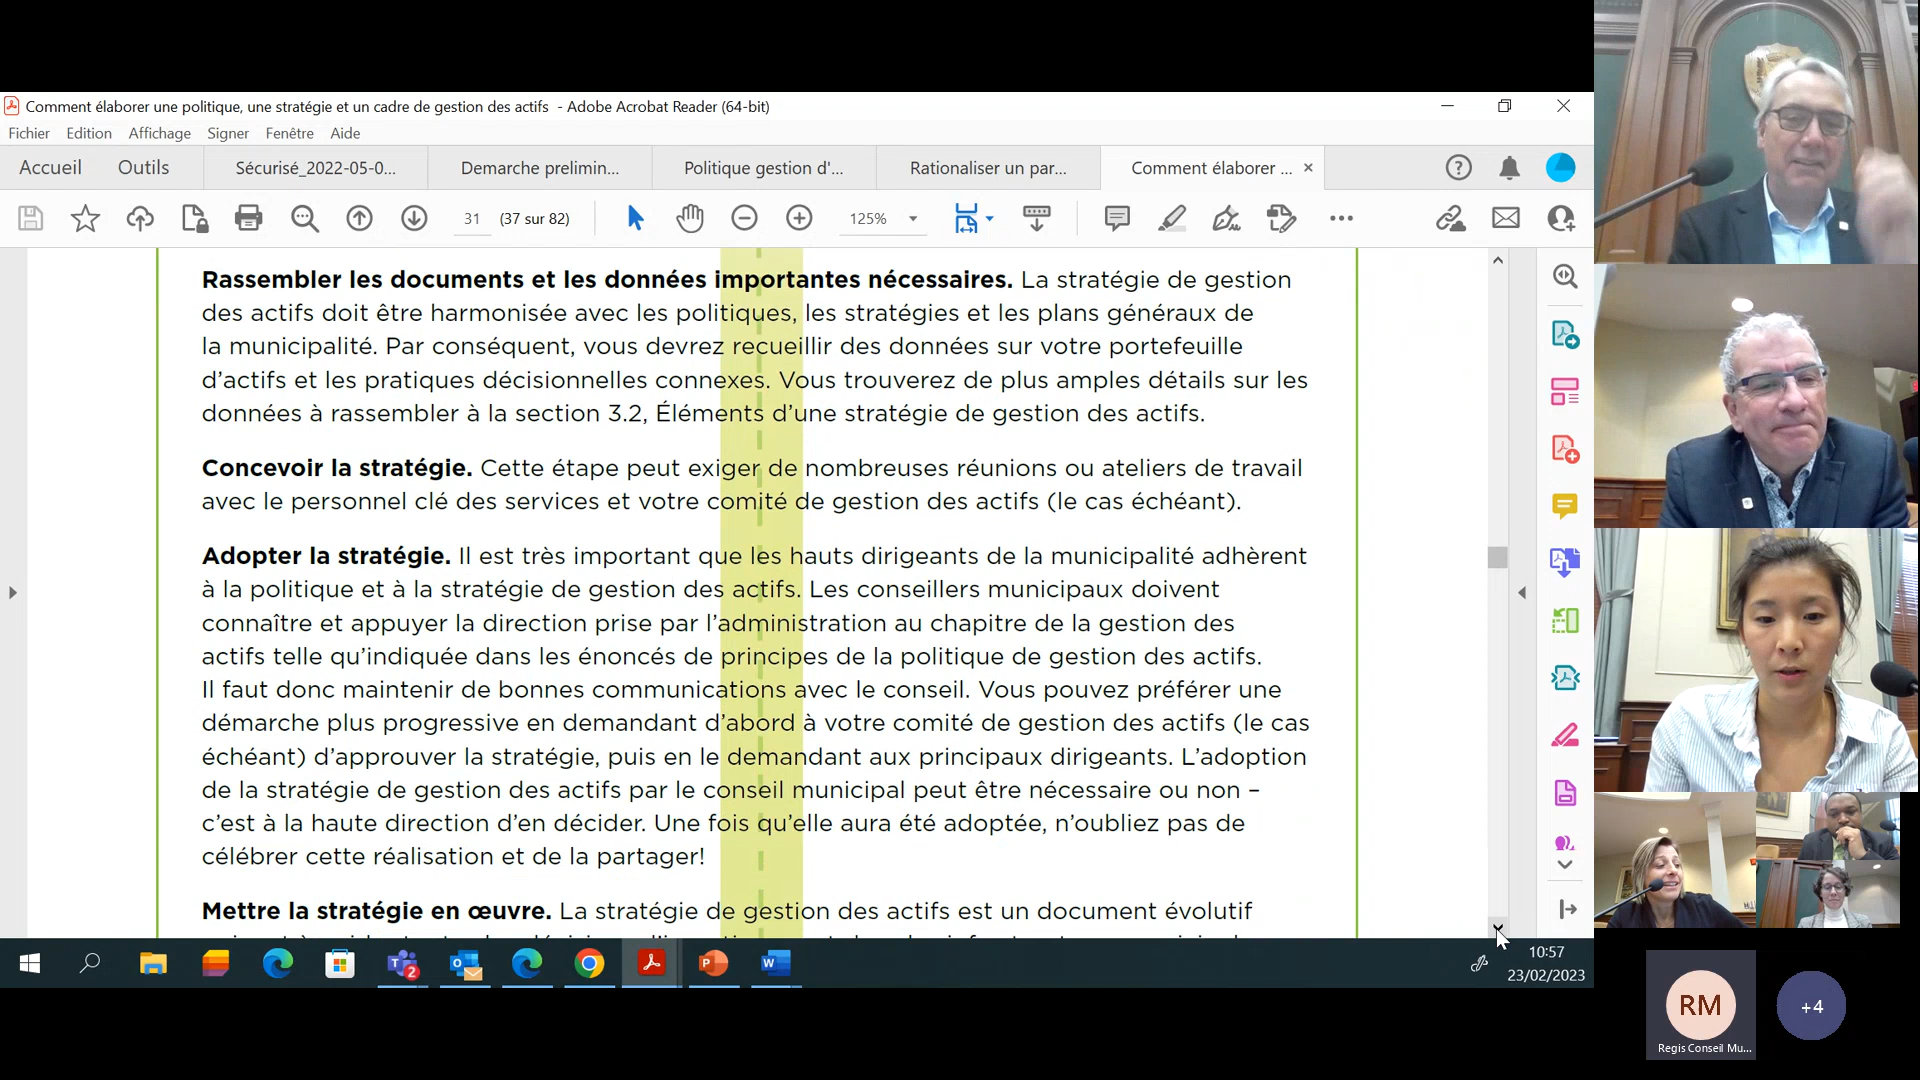 Comment élaborer une politique, une stratégie et un cadre de gestion des actifs - Adobe Acrobat Reader (64-bit)
Fichier Edition Affichage Signer Fenêtre Aide
Accueil Outils Sécurisé_2022-05-0... Demarche prelimin... Politique gestion d'... Rationaliser un par... Comment élaborer ...
31 (37 sur 82) 125%
Rassembler les documents et les données importantes nécessaires. La stratégie de gestion
des actifs doit être harmonisée avec les politiques, les stratégies et les plans généraux de
la municipalité. Par conséquent, vous devrez recueillir des données sur votre portefeuille
d’actifs et les pratiques décisionnelles connexes. Vous trouverez de plus amples détails sur les
données à rassembler à la section 3.2, Éléments d’une stratégie de gestion des actifs.
Concevoir la stratégie. Cette étape peut exiger de nombreuses réunions ou ateliers de travail
avec le personnel clé des services et votre comité de gestion des actifs (le cas échéant).
Adopter la stratégie. Il est très important que les hauts dirigeants de la municipalité adhèrent
à la politique et à la stratégie de gestion des actifs. Les conseillers municipaux doivent
connaître et appuyer la direction prise par l’administration au chapitre de la gestion des
actifs telle qu’indiquée dans les énoncés de principes de la politique de gestion des actifs.
Il faut donc maintenir de bonnes communications avec le conseil. Vous pouvez préférer une
démarche plus progressive en demandant d’abord à votre comité de gestion des actifs (le cas
échéant) d’approuver la stratégie, puis en le demandant aux principaux dirigeants. L’adoption
de la stratégie de gestion des actifs par le conseil municipal peut être nécessaire ou non –
c’est à la haute direction d’en décider. Une fois qu’elle aura été adoptée, n’oubliez pas de
célébrer cette réalisation et de la partager!
Mettre la stratégie en œuvre. La stratégie de gestion des actifs est un document évolutif
2
10:57
23/02/2023
RM
+4
Regis Conseil Mu...